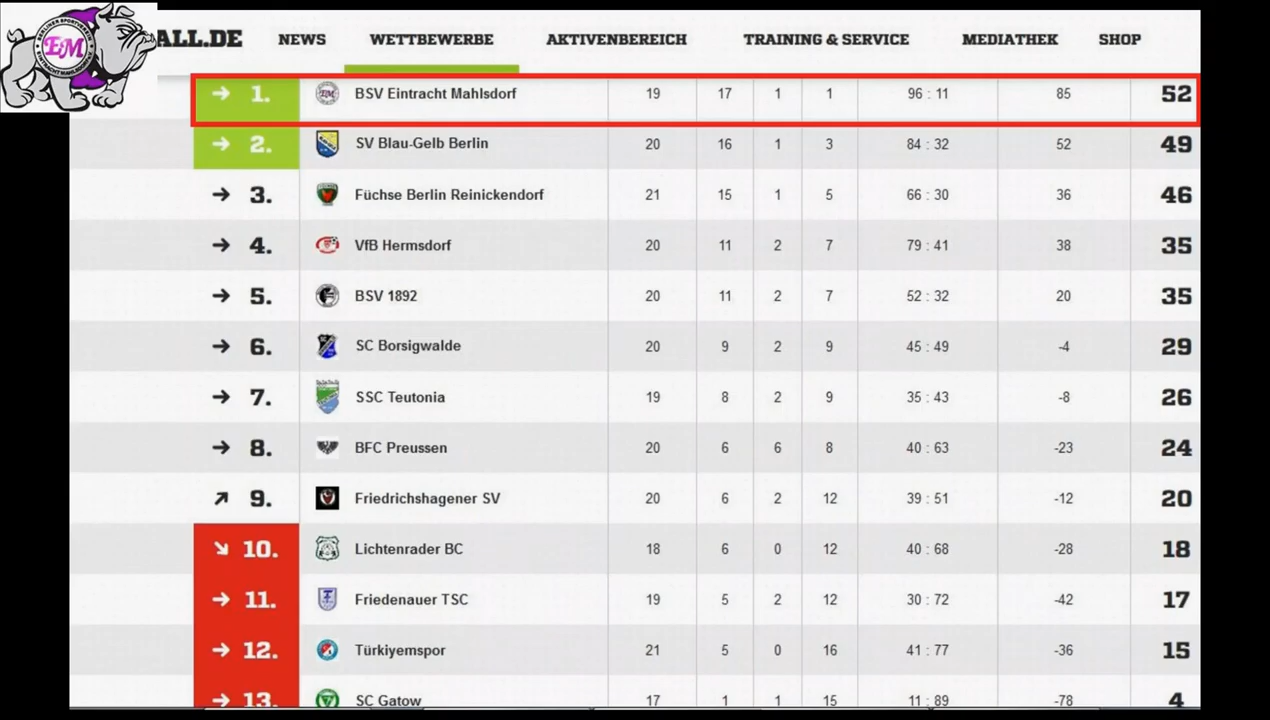 BERLINER SPORTVEREIN
EM
EINTRACHT MAHLSDORF
ALL.DE NEWS WETTBEWERBE AKTIVENBEREICH TRAINING & SERVICE MEDIATHEK SHOP
1. BSV Eintracht Mahlsdorf 19 17 1 1 96 : 11 85 52
2. SV Blau-Gelb Berlin 20 16 1 3 84 : 32 52 49
3. Füchse Berlin Reinickendorf 21 15 1 5 66 : 30 36 46
4. VfB Hermsdorf 20 11 2 7 79 : 41 38 35
5. BSV 1892 20 11 2 7 52 : 32 20 35
6. SC Borsigwalde 20 9 2 9 45 : 49 -4 29
7. SSC Teutonia 19 8 2 9 35 : 43 -8 26
8. BFC Preussen 20 6 6 8 40 : 63 -23 24
9. Friedrichshagener SV 20 6 2 12 39 : 51 -12 20
10. Lichtenrader BC 18 6 0 12 40 : 68 -28 18
11. Friedenauer TSC 19 5 2 12 30 : 72 -42 17
12. Türkiyemspor 21 5 0 16 41 : 77 -36 15
13. SC Gatow 17 1 1 15 11 : 89 -78 4